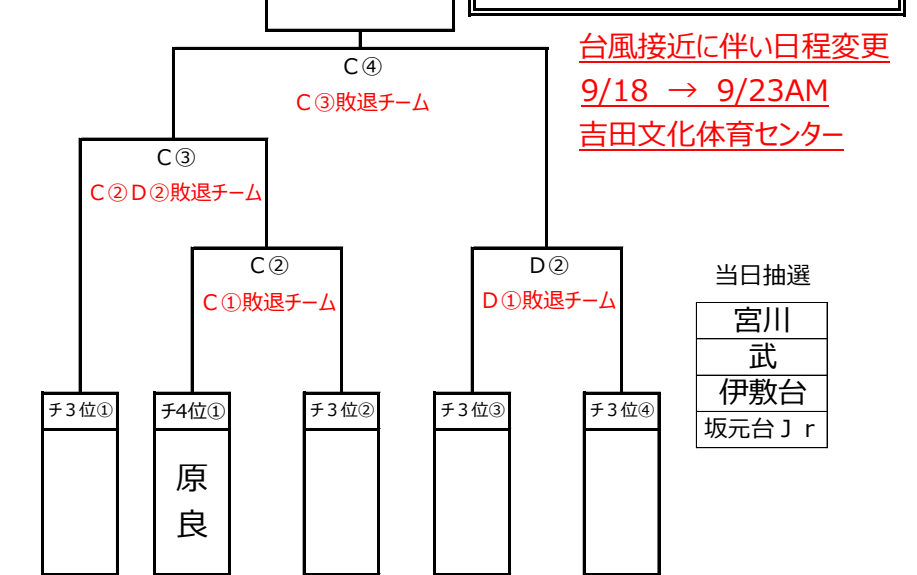 台風接近に伴い日程変更
9/18 → 9/23AM
吉田文化体育センター
C④
C③敗退チーム
C③
C②D②敗退チーム
C②
C①敗退チーム
D②
D①敗退チーム
当日抽選
宮川
武
伊敷台
坂元台Jr
チ3位①
チ4位①
チ3位②
チ3位③
チ3位④
原良